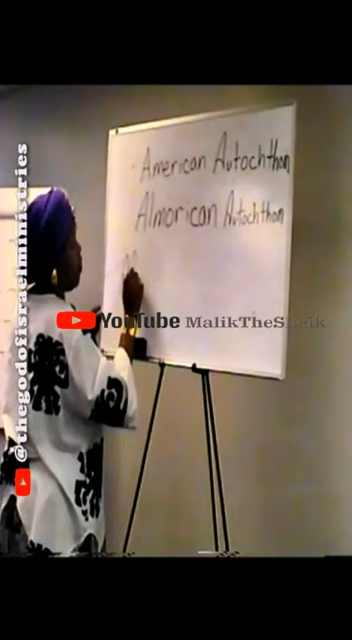 American Autochthon
Almorican Autochthon
YouTube MalikTheSheik
@thegodofisraelministries